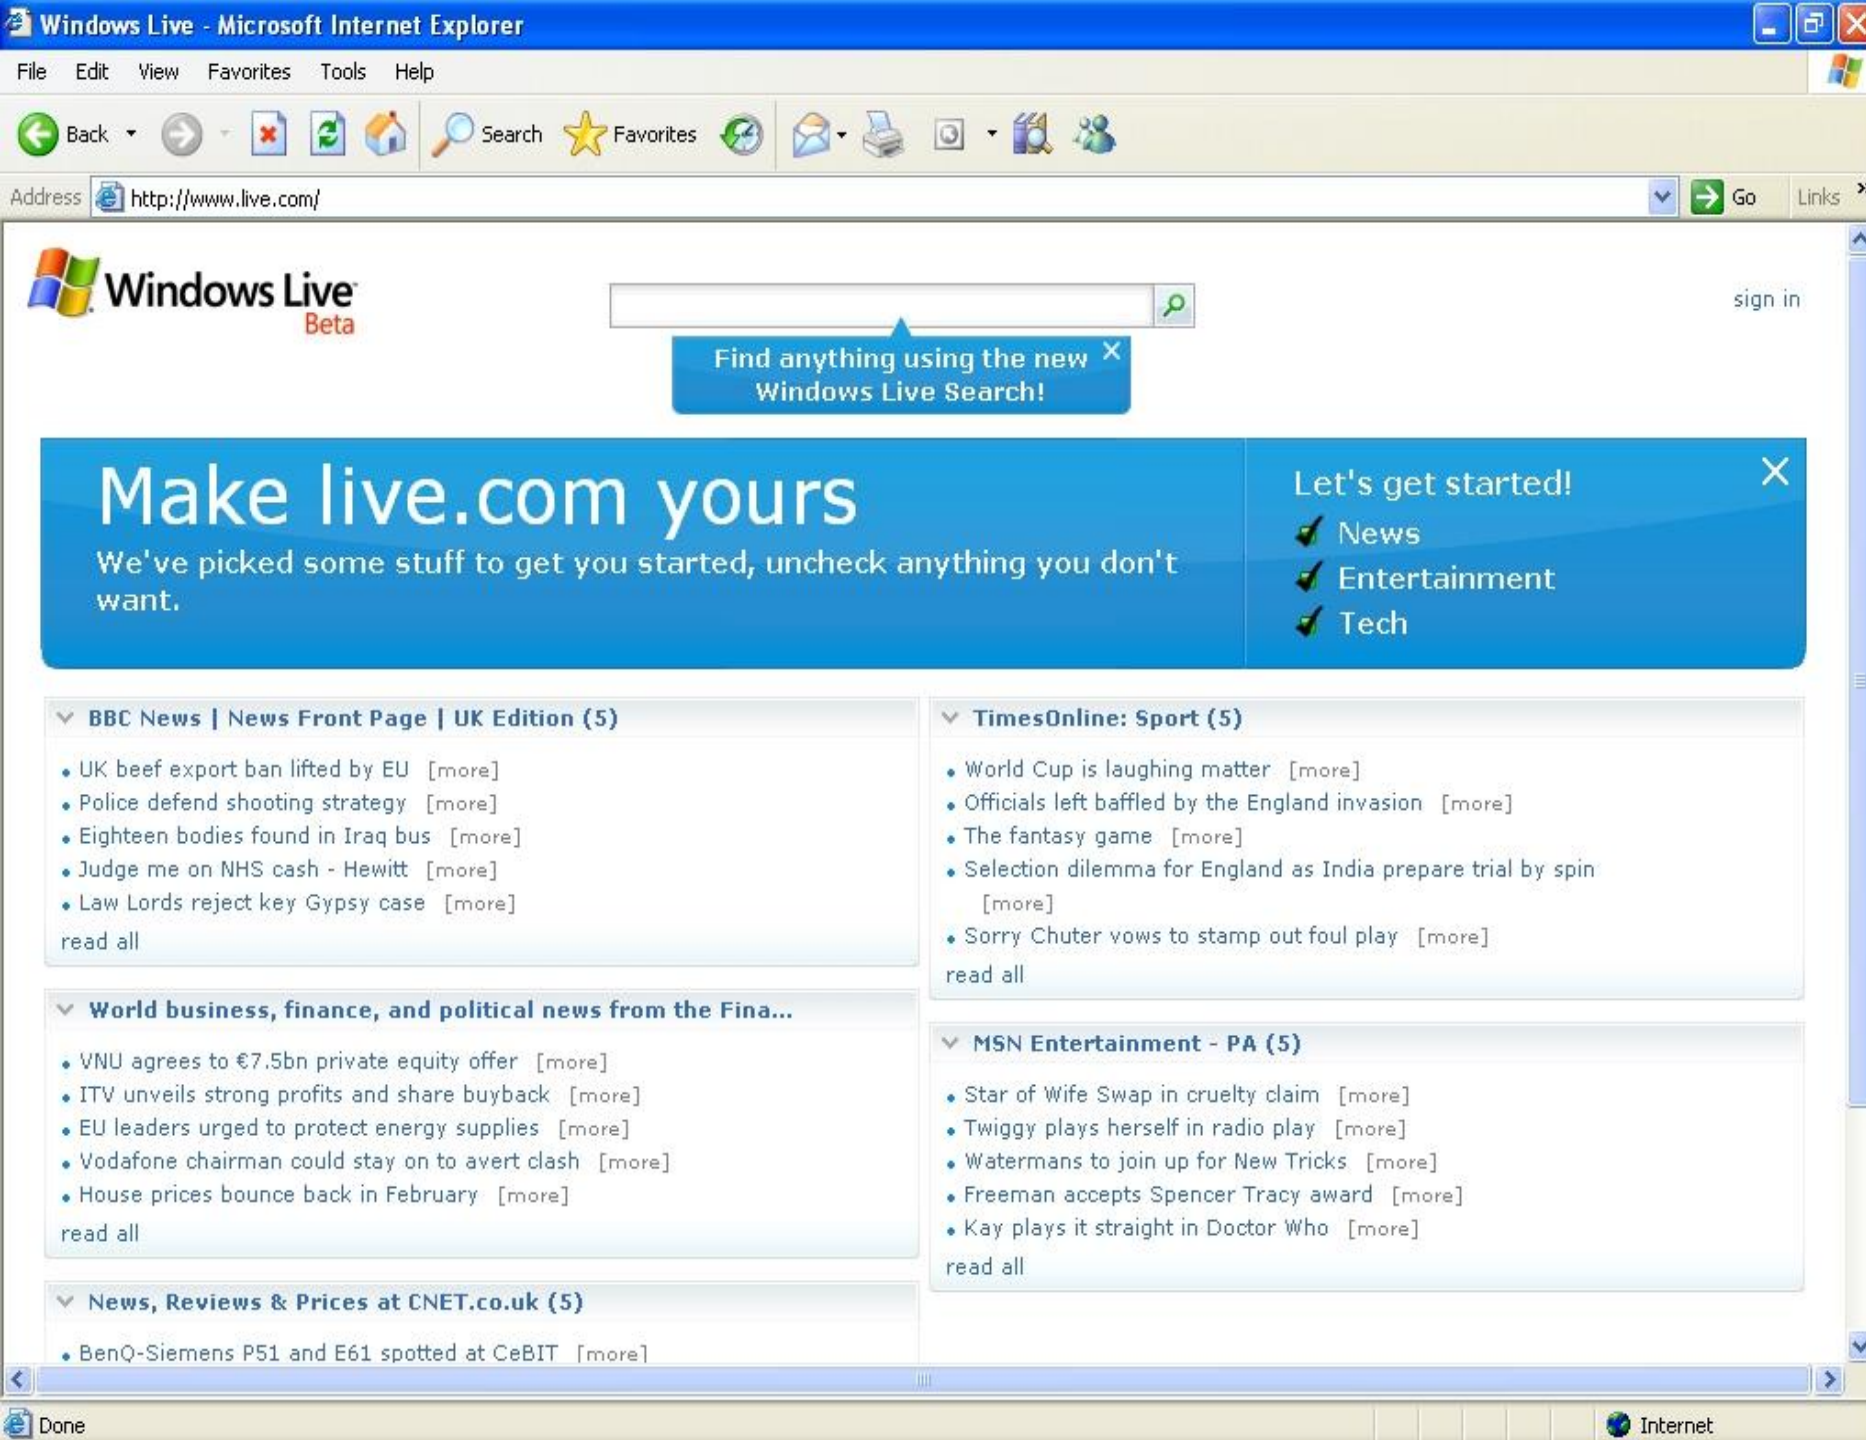 Windows Live - Microsoft Internet Explorer
File Edit View Favorites Tools Help
Back Search Favorites
Address http://www.live.com/ Go Links
Windows Live
Beta
sign in
Find anything using the new
Windows Live Search!
Make live.com yours
We've picked some stuff to get you started, uncheck anything you don't
want.
Let's get started!
News
Entertainment
Tech
BBC News | News Front Page | UK Edition (5)
UK beef export ban lifted by EU [more]
Police defend shooting strategy [more]
Eighteen bodies found in Iraq bus [more]
Judge me on NHS cash - Hewitt [more]
Law Lords reject key Gypsy case [more]
read all
World business, finance, and political news from the Fina...
VNU agrees to €7.5bn private equity offer [more]
ITV unveils strong profits and share buyback [more]
EU leaders urged to protect energy supplies [more]
Vodafone chairman could stay on to avert clash [more]
House prices bounce back in February [more]
read all
News, Reviews & Prices at CNET.co.uk (5)
BenQ-Siemens P51 and E61 spotted at CeBIT [more]
TimesOnline: Sport (5)
World Cup is laughing matter [more]
Officials left baffled by the England invasion [more]
The fantasy game [more]
Selection dilemma for England as India prepare trial by spin
[more]
Sorry Chuter vows to stamp out foul play [more]
read all
MSN Entertainment - PA (5)
Star of Wife Swap in cruelty claim [more]
Twiggy plays herself in radio play [more]
Watermans to join up for New Tricks [more]
Freeman accepts Spencer Tracy award [more]
Kay plays it straight in Doctor Who [more]
read all
Done Internet